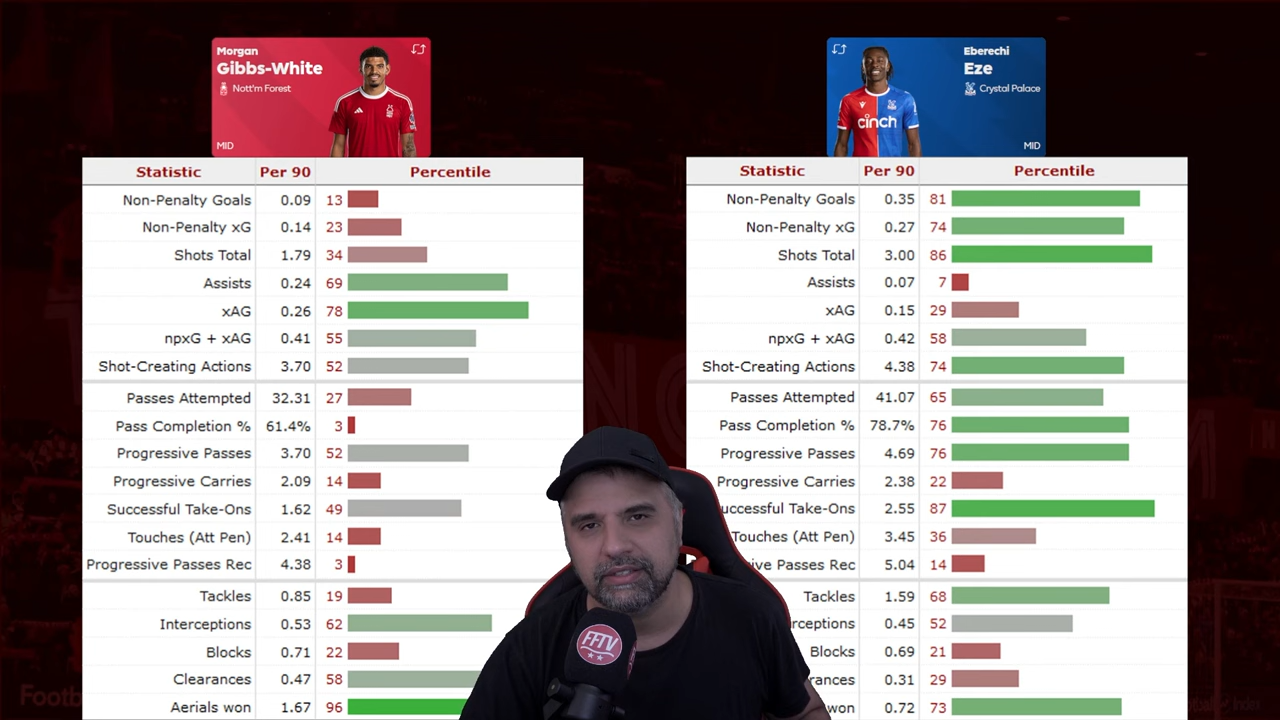 Morgan
Gibbs-White
Nott'm Forest
MID
Eberechi
Eze
Crystal Palace
cinch
MID
Statistic Per 90 Percentile
Non-Penalty Goals 0.09 13
Non-Penalty xG 0.14 23
Shots Total 1.79 34
Assists 0.24 69
xAG 0.26 78
npxG + xAG 0.41 55
Shot-Creating Actions 3.70 52
Passes Attempted 32.31 27
Pass Completion % 61.4% 3
Progressive Passes 3.70 52
Progressive Carries 2.09 14
Successful Take-Ons 1.62 49
Touches (Att Pen) 2.41 14
Progressive Passes Rec 4.38 3
Tackles 0.85 19
Interceptions 0.53 62
Blocks 0.71 22
Clearances 0.47 58
Aerials won 1.67 96
Statistic Per 90 Percentile
Non-Penalty Goals 0.35 81
Non-Penalty xG 0.27 74
Shots Total 3.00 86
Assists 0.07 7
xAG 0.15 29
npxG + xAG 0.42 58
Shot-Creating Actions 4.38 74
Passes Attempted 41.07 65
Pass Completion % 78.7% 76
Progressive Passes 4.69 76
Progressive Carries 2.38 22
uccessful Take-Ons 2.55 87
Touches (Att Pen) 3.45 36
ive Passes Rec 5.04 14
Tackles 1.59 68
rceptions 0.45 52
Blocks 0.69 21
rances 0.31 29
won 0.72 73
FFTV